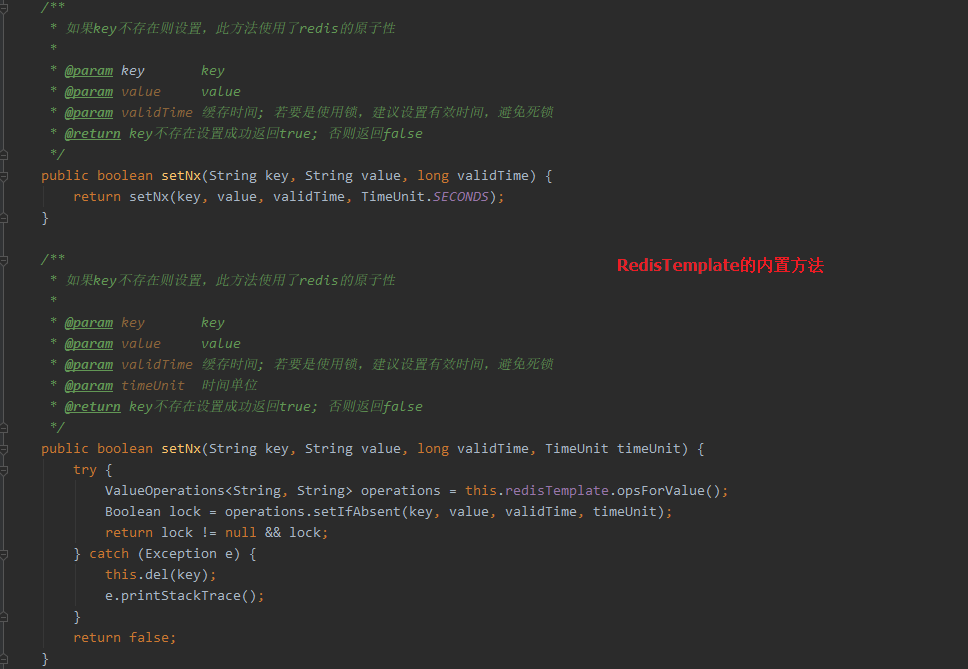 /**
 * 如果key不存在则设置，此方法使用了redis的原子性
 *
 * @param key       key
 * @param value     value
 * @param validTime 缓存时间; 若要是使用锁，建议设置有效时间，避免死锁
 * @return key不存在设置成功返回true; 否则返回false
 */
public boolean setNx(String key, String value, long validTime) {
    return setNx(key, value, validTime, TimeUnit.SECONDS);
}
/**
RedisTemplate的内置方法
 * 如果key不存在则设置，此方法使用了redis的原子性
 *
 * @param key       key
 * @param value     value
 * @param validTime 缓存时间; 若要是使用锁，建议设置有效时间，避免死锁
 * @param timeUnit  时间单位
 * @return key不存在设置成功返回true; 否则返回false
 */
public boolean setNx(String key, String value, long validTime, TimeUnit timeUnit) {
    try {
        ValueOperations<String, String> operations = this.redisTemplate.opsForValue();
        Boolean lock = operations.setIfAbsent(key, value, validTime, timeUnit);
        return lock != null && lock;
    } catch (Exception e) {
        this.del(key);
        e.printStackTrace();
    }
    return false;
}